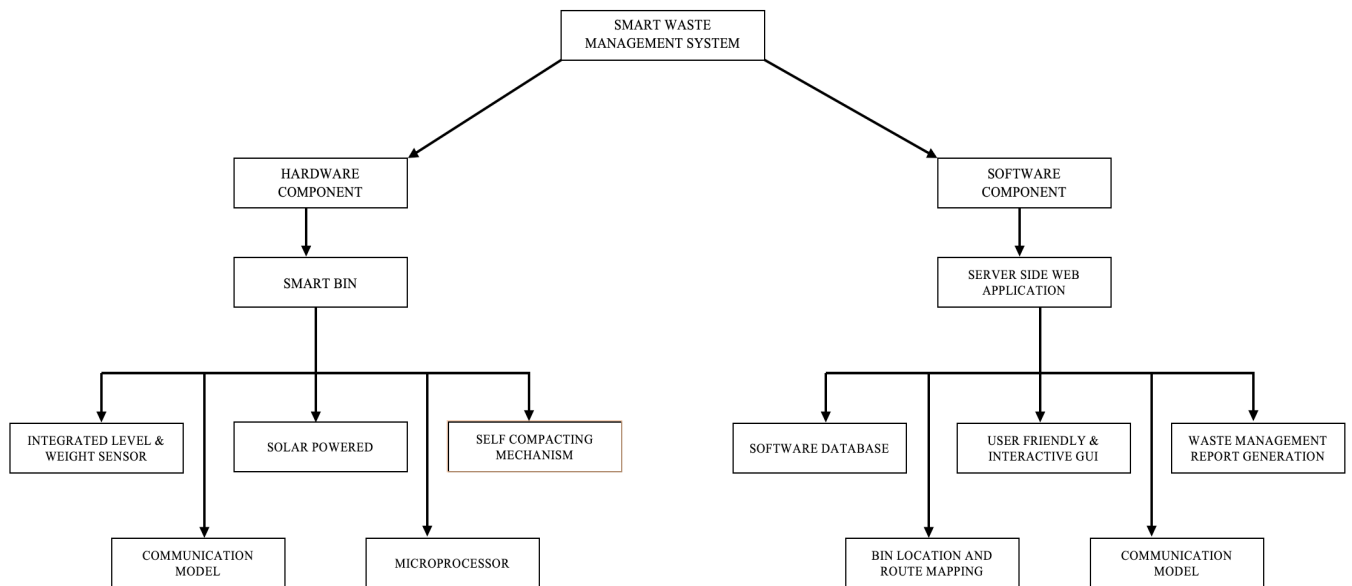 SMART WASTE
MANAGEMENT SYSTEM
HARDWARE
COMPONENT
SOFTWARE
COMPONENT
SMART BIN
SERVER SIDE WEB
APPLICATION
INTEGRATED LEVEL &
WEIGHT SENSOR
SOLAR POWERED
SELF COMPACTING
MECHANISM
SOFTWARE DATABASE
USER FRIENDLY &
INTERACTIVE GUI
WASTE MANAGEMENT
REPORT GENERATION
COMMUNICATION
MODEL
MICROPROCESSOR
BIN LOCATION AND
ROUTE MAPPING
COMMUNICATION
MODEL